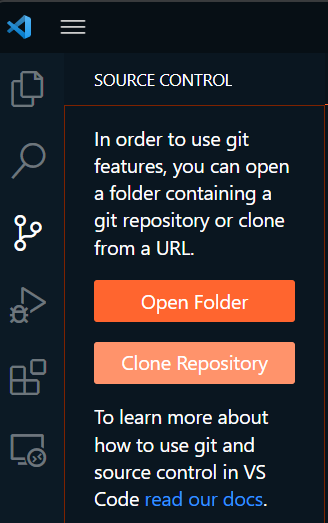 SOURCE CONTROL
In order to use git
features, you can open
a folder containing a
git repository or clone
from a URL.
Open Folder
Clone Repository
To learn more about
how to use git and
source control in VS
Code read our docs.